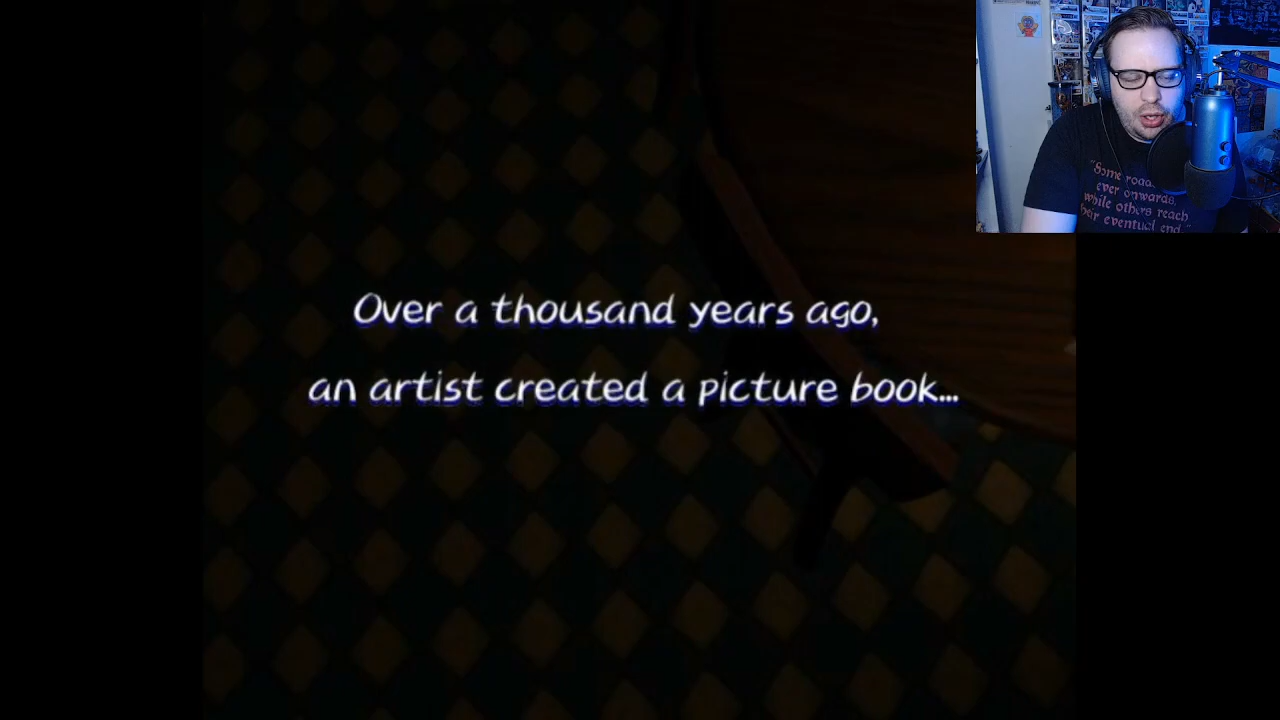 Over a thousand years ago,
an artist created a picture book...
"Some roads
ever onwards,
while others reach
their eventual end."